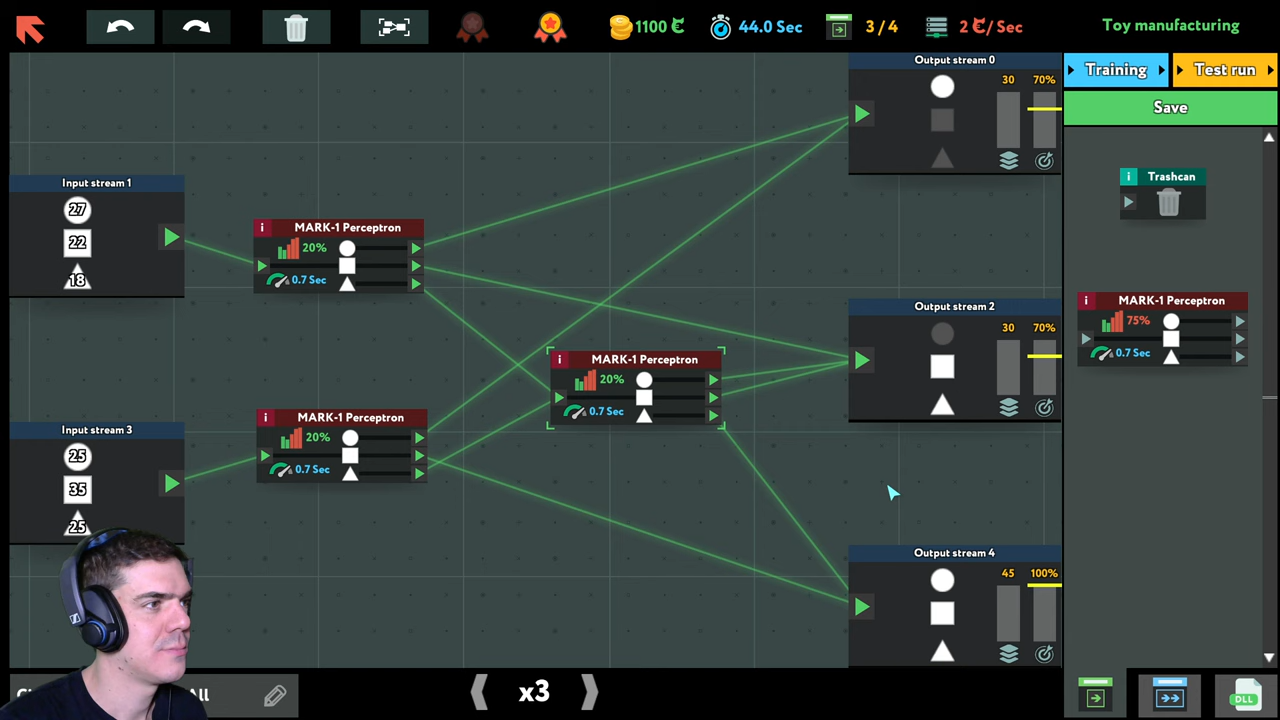 1100 €
44.0 Sec
3 / 4
2 €/Sec
Toy manufacturing
Training
Test run
Save
Output stream 0
30
70%
Input stream 1
27
22
18
i
MARK-1 Perceptron
20%
0.7 Sec
i
Trashcan
Output stream 2
30
70%
i
MARK-1 Perceptron
75%
0.7 Sec
i
MARK-1 Perceptron
20%
0.7 Sec
i
MARK-1 Perceptron
20%
0.7 Sec
Input stream 3
25
35
25
Output stream 4
45
100%
All
x3
DLL